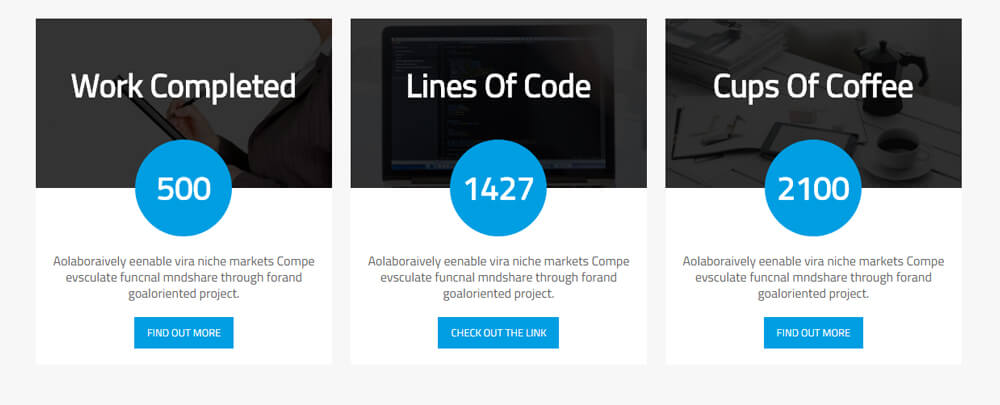 Work Completed
500
Aolaboraively eenable vira niche markets Compe
evsculate funcnal mndshare through forand
goaloriented project.
FIND OUT MORE
Lines Of Code
1427
Aolaboraively eenable vira niche markets Compe
evsculate funcnal mndshare through forand
goaloriented project.
CHECK OUT THE LINK
Cups Of Coffee
2100
Aolaboraively eenable vira niche markets Compe
evsculate funcnal mndshare through forand
goaloriented project.
FIND OUT MORE